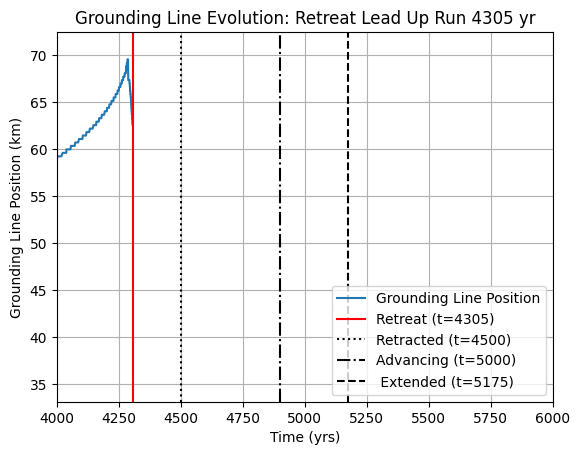 Grounding Line Evolution: Retreat Lead Up Run 4305 yr
Grounding Line Position (km)
70
65
60
55
50
45
40
35
Grounding Line Position
Retreat (t=4305)
Retracted (t=4500)
Advancing (t=5000)
Extended (t=5175)
4000 4250 4500 4750 5000 5250 5500 5750 6000
Time (yrs)